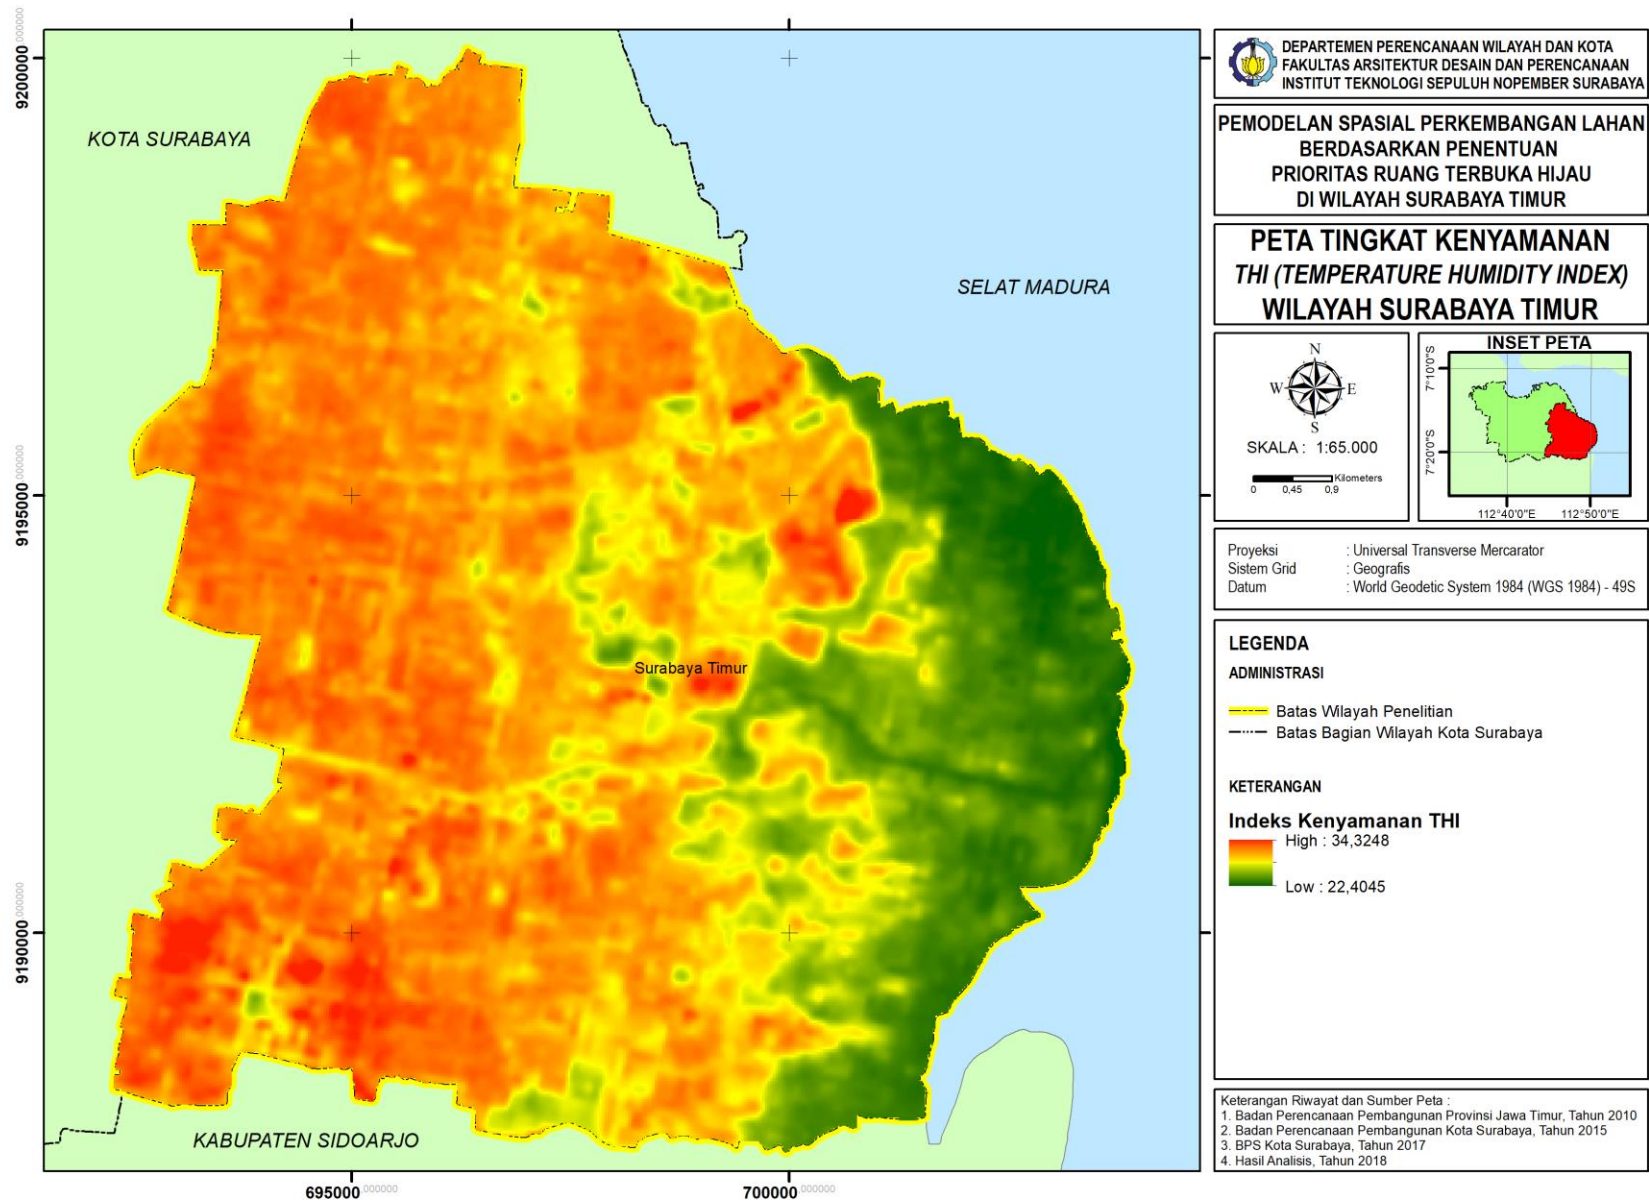 9200000.000000
9195000.000000
9190000.000000
695000.000000
700000.000000
KOTA SURABAYA
SELAT MADURA
Surabaya Timur
KABUPATEN SIDOARJO
DEPARTEMEN PERENCANAAN WILAYAH DAN KOTA
FAKULTAS ARSITEKTUR DESAIN DAN PERENCANAAN
INSTITUT TEKNOLOGI SEPULUH NOPEMBER SURABAYA
PEMODELAN SPASIAL PERKEMBANGAN LAHAN
BERDASARKAN PENENTUAN
PRIORITAS RUANG TERBUKA HIJAU
DI WILAYAH SURABAYA TIMUR
PETA TINGKAT KENYAMANAN
THI (TEMPERATURE HUMIDITY INDEX)
WILAYAH SURABAYA TIMUR
N
W E
S
SKALA : 1:65.000
Kilometers
0 0,45 0,9
INSET PETA
7°10'0"S
7°20'0"S
112°40'0"E 112°50'0"E
Proyeksi : Universal Transverse Mercarator
Sistem Grid : Geografis
Datum : World Geodetic System 1984 (WGS 1984) - 49S
LEGENDA
ADMINISTRASI
Batas Wilayah Penelitian
Batas Bagian Wilayah Kota Surabaya
KETERANGAN
Indeks Kenyamanan THI
High : 34,3248
Low : 22,4045
Keterangan Riwayat dan Sumber Peta :
1. Badan Perencanaan Pembangunan Provinsi Jawa Timur, Tahun 2010
2. Badan Perencanaan Pembangunan Kota Surabaya, Tahun 2015
3. BPS Kota Surabaya, Tahun 2017
4. Hasil Analisis, Tahun 2018